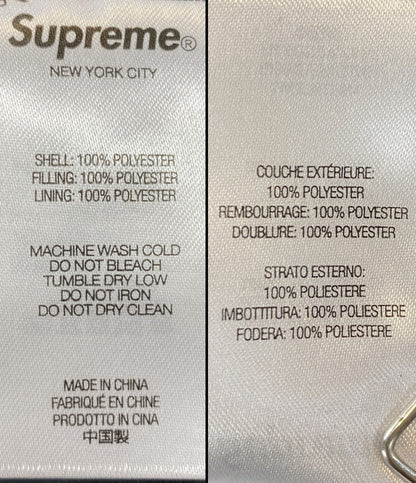 Supreme®
NEW YORK CITY
SHELL: 100% POLYESTER
FILLING: 100% POLYESTER
LINING: 100% POLYESTER
MACHINE WASH COLD
DO NOT BLEACH
TUMBLE DRY LOW
DO NOT IRON
DO NOT DRY CLEAN
MADE IN CHINA
FABRIQUÉ EN CHINE
PRODOTTO IN CINA
中国製
COUCHE EXTÉRIEURE:
100% POLYESTER
REMBOURRAGE: 100% POLYESTER
DOUBLURE: 100% POLYESTER
STRATO ESTERNO:
100% POLIESTERE
IMBOTTITURA: 100% POLIESTERE
FODERA: 100% POLIESTERE